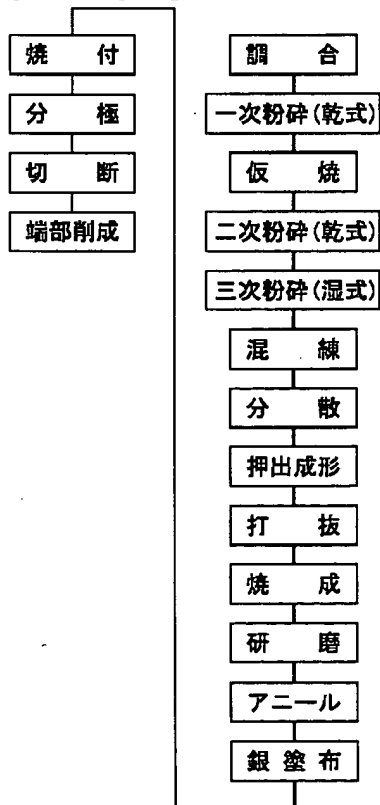 調合
一次粉砕(乾式)
仮焼
二次粉砕(乾式)
三次粉砕(湿式)
混練
分散
押出成形
打抜
焼成
研磨
アニール
銀塗布
焼付
分極
切断
端部削成